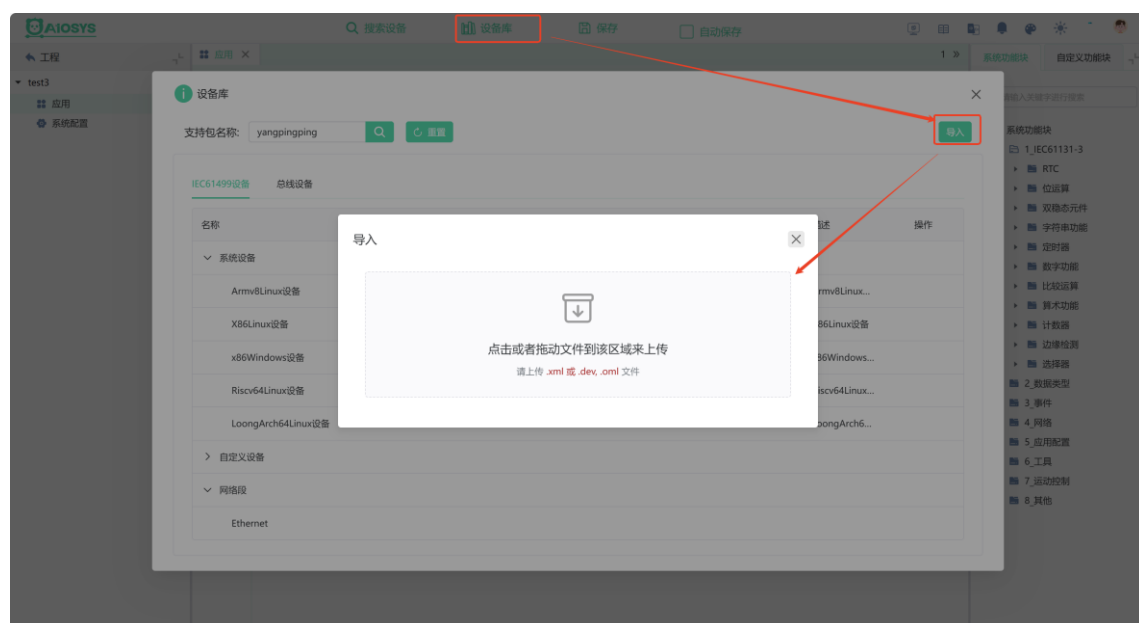 AIOSYS
搜索设备
设备库
保存
自动保存
工程
应用
1
系统功能块
自定义功能块
test3
应用
系统配置
设备库
支持包名称:
yangpingping
重置
导入
IEC61499设备
总线设备
名称
描述
操作
系统设备
Armv8Linux设备
X86Linux设备
X86Linux设备
x86Windows设备
Riscv64Linux设备
LoongArch64Linux设备
自定义设备
网络段
Ethernet
导入
点击或者拖动文件到该区域来上传
请上传 .xml 或 .dev, .oml 文件
请输入关键字进行搜索
系统功能块
1_IEC61131-3
RTC
位运算
双稳态元件
字符串功能
定时器
数字功能
比较运算
算术功能
计数器
边缘检测
选择器
2_数据类型
3_事件
4_网络
5_应用配置
6_工具
7_运动控制
8_其他